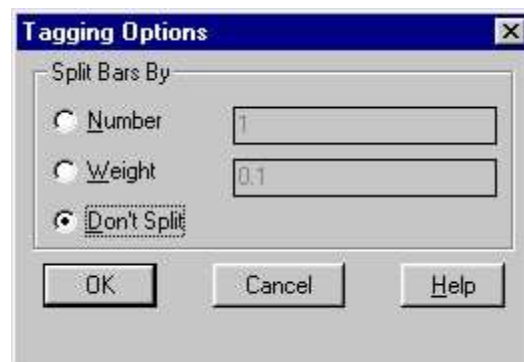 Tagging Options
Split Bars By
Number 1
Weight 0.1
Don't Split
OK Cancel Help